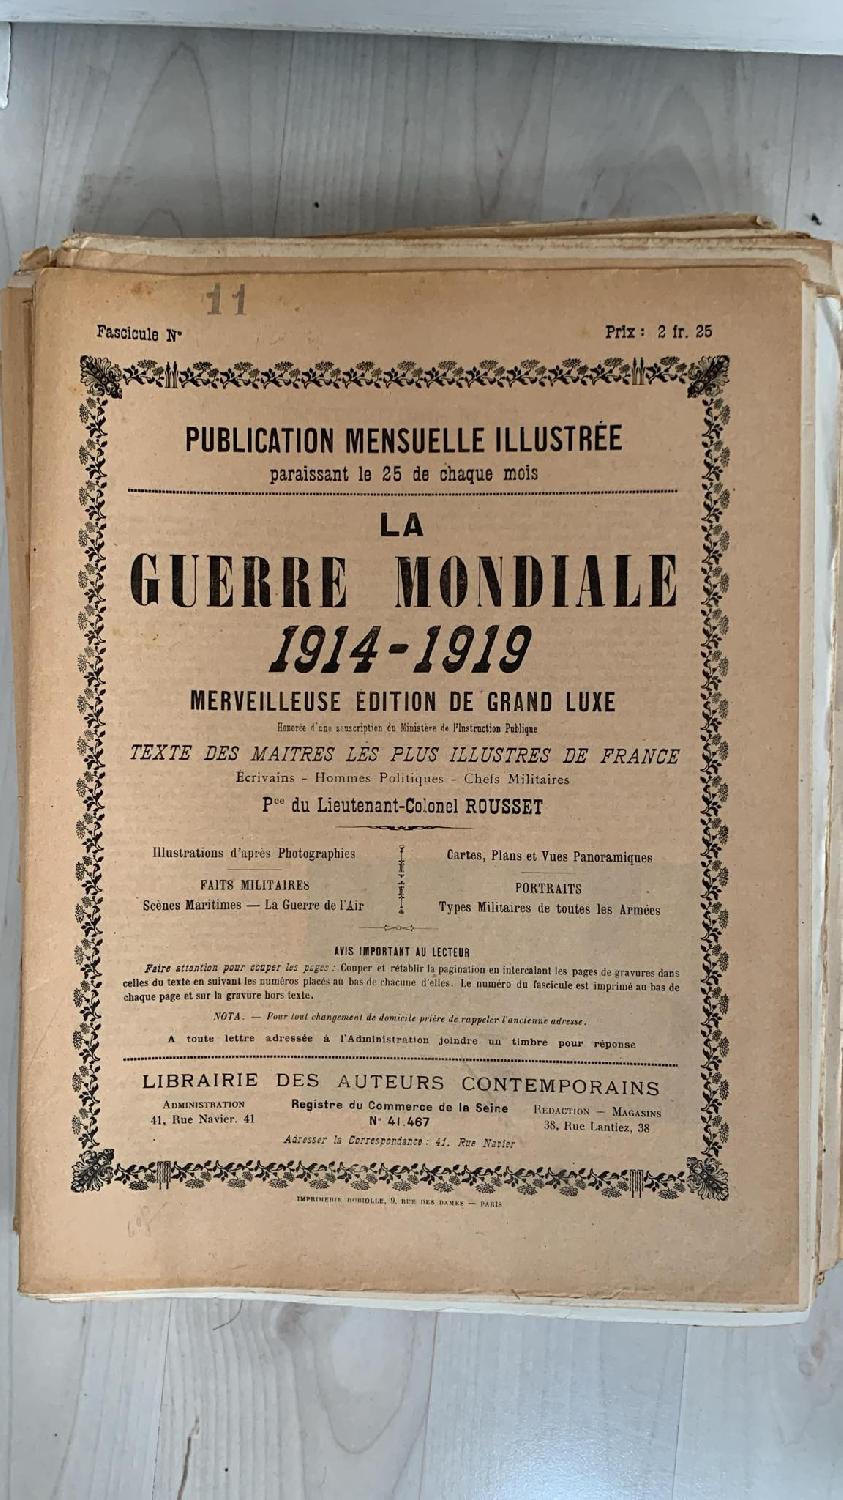 11
Fascicule N°
Prix : 2 fr. 25
PUBLICATION MENSUELLE ILLUSTRÉE
paraissant le 25 de chaque mois
LA
GUERRE MONDIALE
1914-1919
MERVEILLEUSE ÉDITION DE GRAND LUXE
Honorée d'une souscription du Ministère de l'Instruction Publique
TEXTE DES MAITRES LES PLUS ILLUSTRES DE FRANCE
Écrivains - Hommes Politiques - Chefs Militaires
Pce du Lieutenant-Colonel ROUSSET
Illustrations d'après Photographies
FAITS MILITAIRES
Scènes Maritimes — La Guerre de l'Air
Cartes, Plans et Vues Panoramiques
PORTRAITS
Types Militaires de toutes les Armées
AVIS IMPORTANT AU LECTEUR
Faire attention pour couper les pages : Couper et rétablir la pagination en intercalant les pages de gravures dans
celles du texte en suivant les numéros placés au bas de chacune d'elles. Le numéro du fascicule est imprimé au bas de
chaque page et sur la gravure hors texte.
NOTA. — Pour tout changement de domicile prière de rappeler l'ancienne adresse.
A toute lettre adressée à l'Administration joindre un timbre pour réponse
LIBRAIRIE DES AUTEURS CONTEMPORAINS
ADMINISTRATION
41, Rue Navier, 41
Registre du Commerce de la Seine
N° 41.467
RÉDACTION — MAGASINS
38, Rue Lantiez, 38
Adresser la Correspondance : 41, Rue Navier
IMPRIMERIE 9, RUE DES DAMES — PARIS